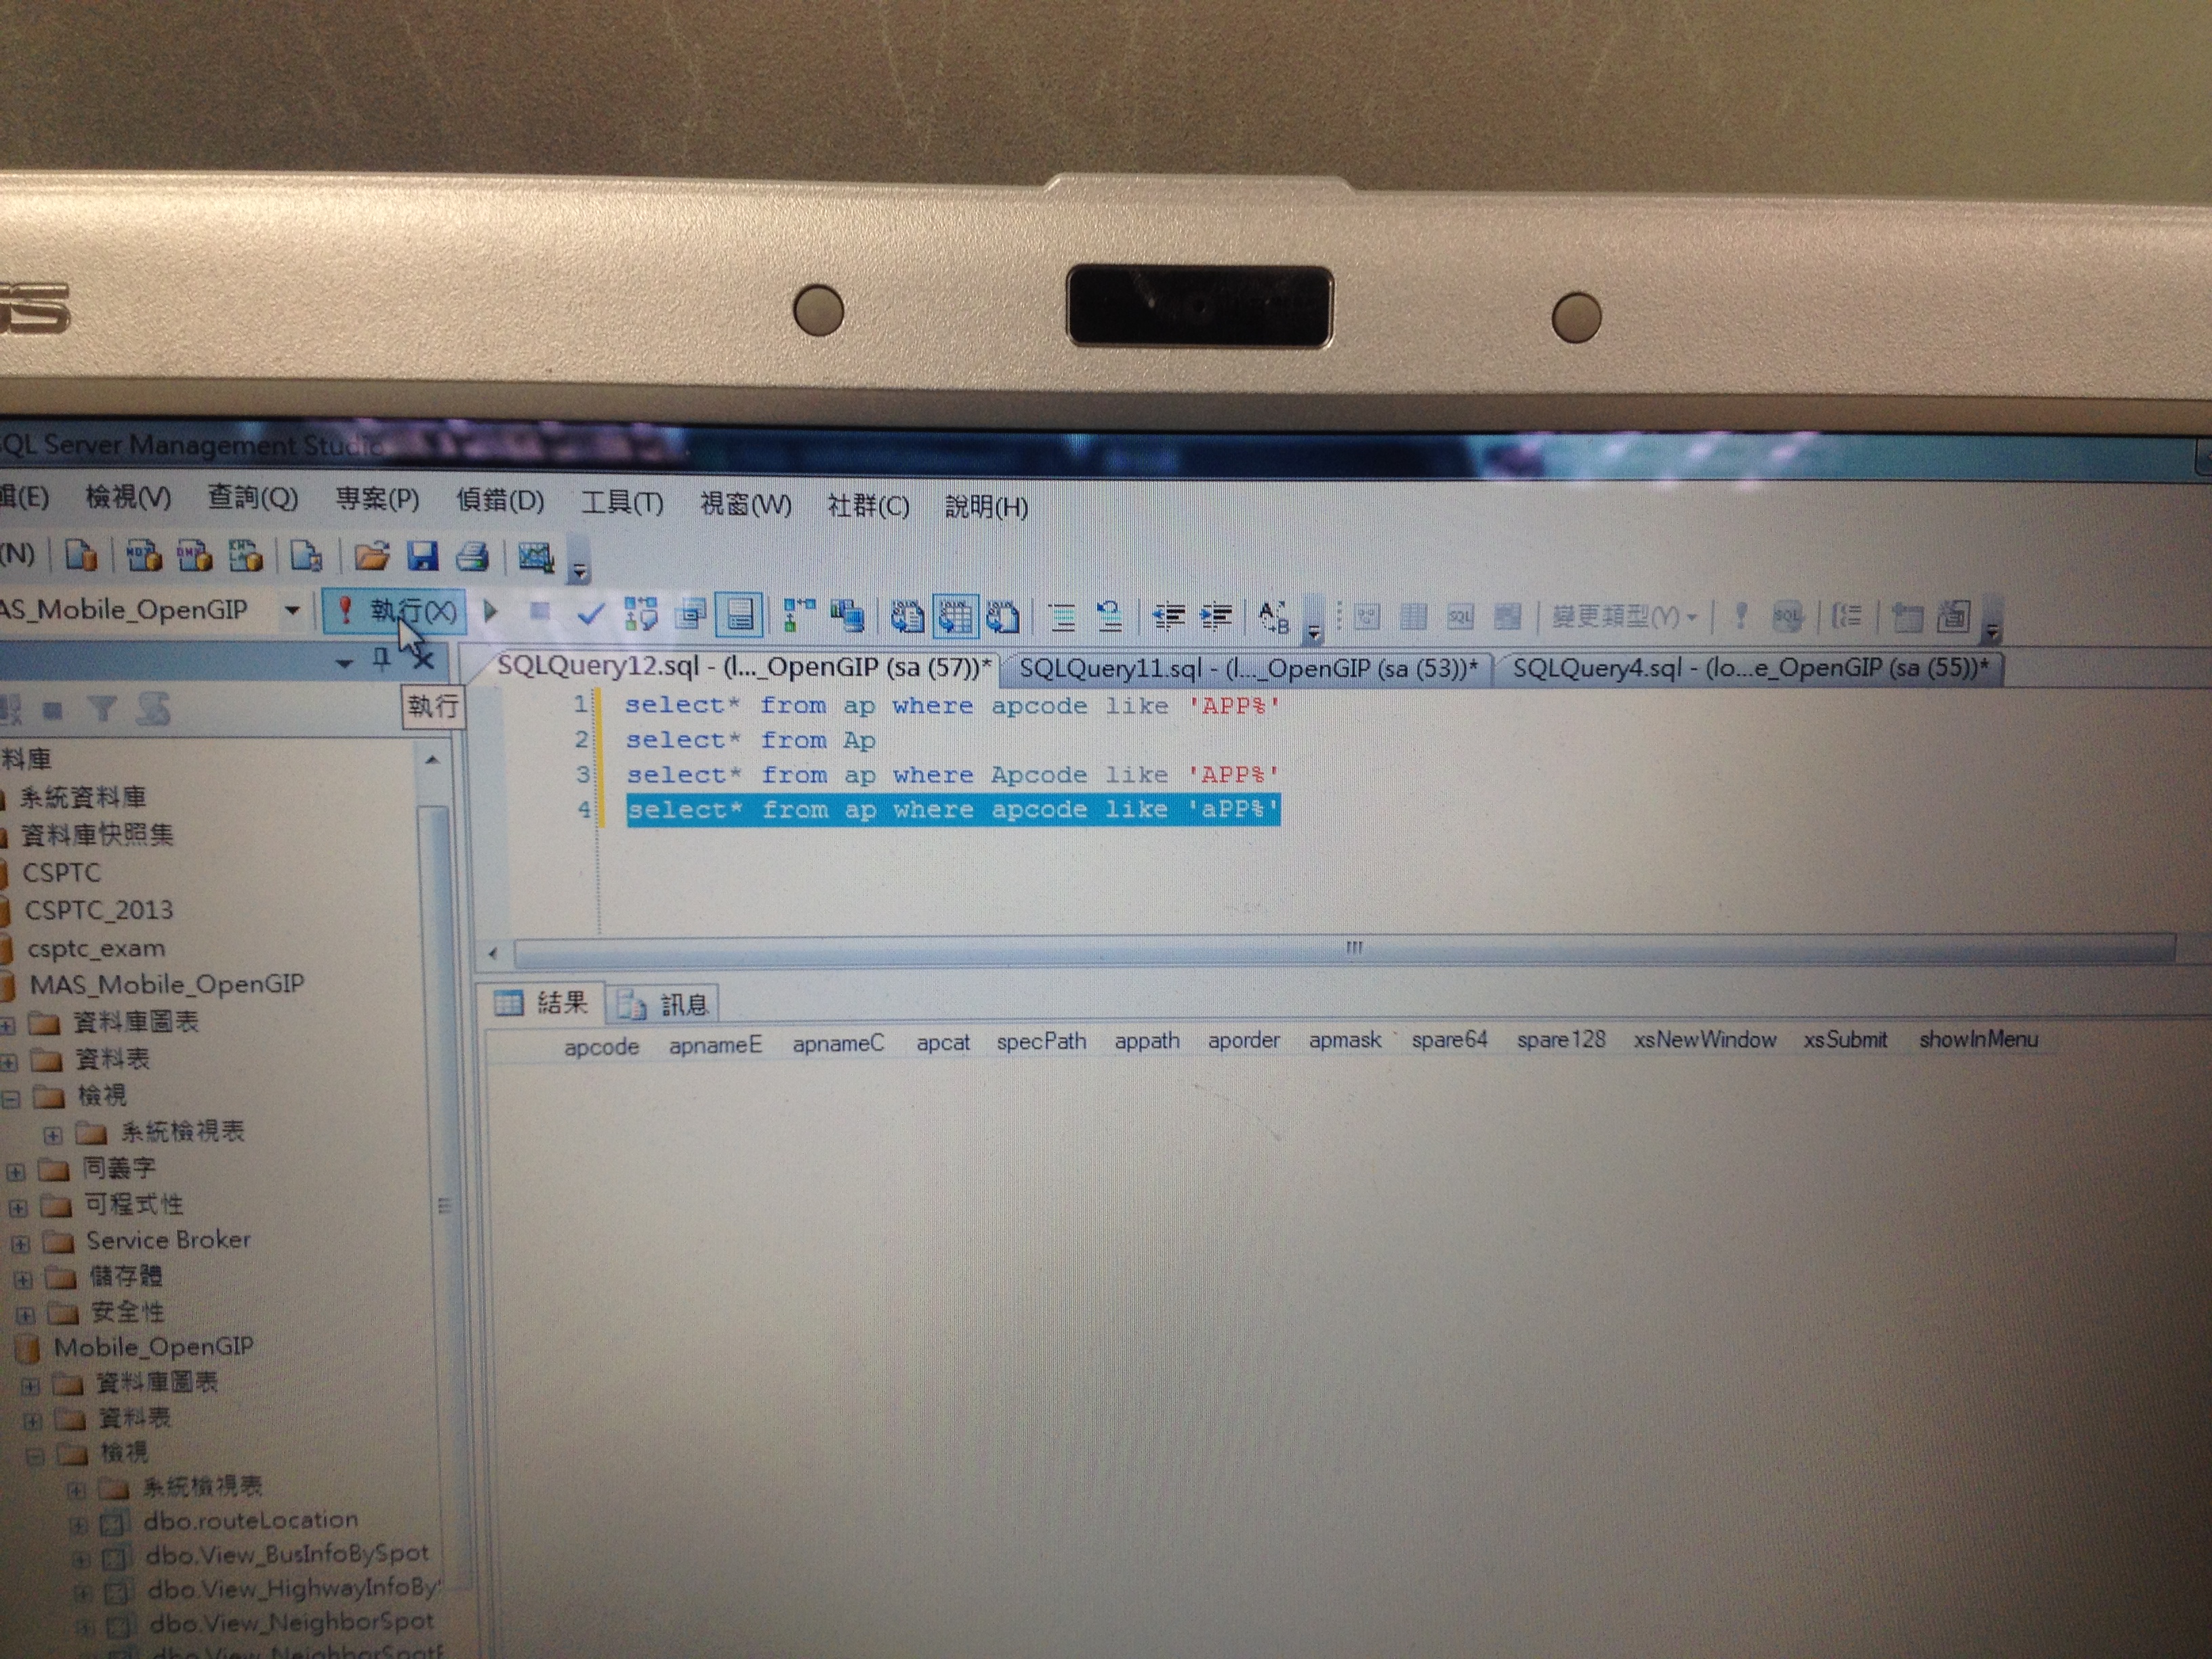 SQL Server Management Studio
輯(E) 檢視(V) 查詢(Q) 專案(P) 偵錯(D) 工具(T) 視窗(W) 社群(C) 說明(H)
(N)
AS_Mobile_OpenGIP 執行(X) 變更類型(Y)
SQLQuery12.sql - (l..._OpenGIP (sa (57))* SQLQuery11.sql - (l..._OpenGIP (sa (53))* SQLQuery4.sql - (lo...e_OpenGIP (sa (55))*
執行
1 select* from ap where apcode like 'APP%'
2 select* from Ap
3 select* from ap where Apcode like 'APP%'
4 select* from ap where apcode like 'aPP%'
料庫
系統資料庫
資料庫快照集
CSPTC
CSPTC_2013
csptc_exam
MAS_Mobile_OpenGIP
資料庫圖表
資料表
檢視
系統檢視表
同義字
可程式性
Service Broker
儲存體
安全性
Mobile_OpenGIP
資料庫圖表
資料表
檢視
系統檢視表
dbo.routeLocation
dbo.View_BusInfoBySpot
dbo.View_HighwayInfoBy
dbo.View_NeighborSpot
結果 訊息
apcode apnameE apnameC apcat specPath appath aporder apmask spare64 spare128 xsNewWindow xsSubmit showInMenu